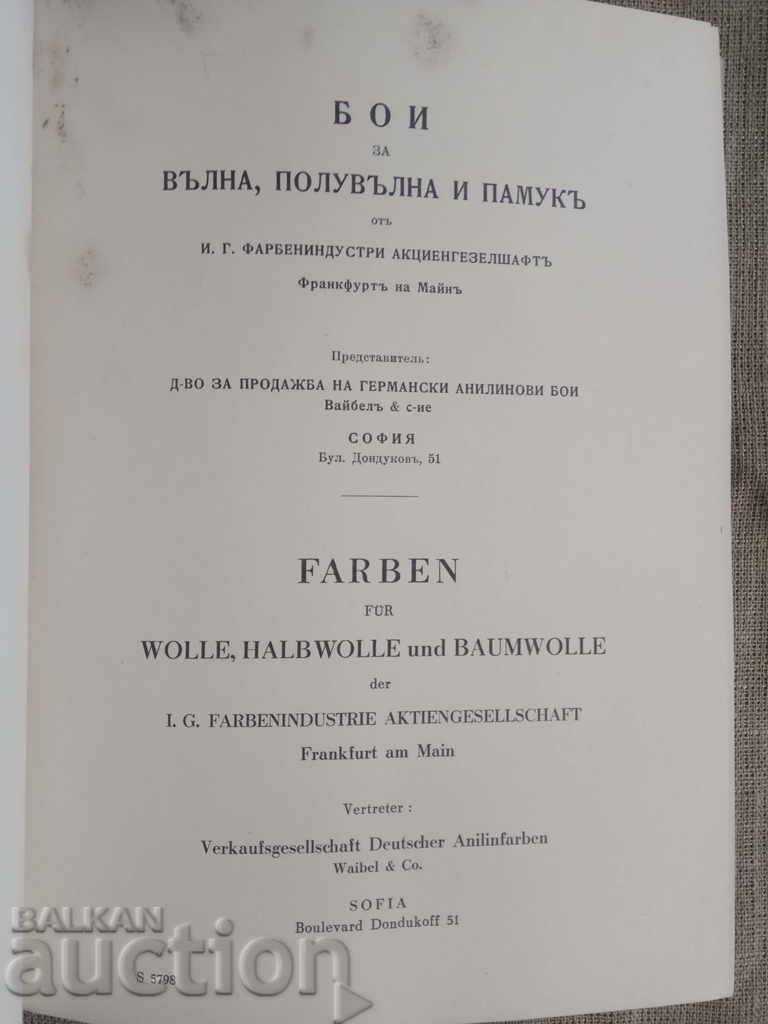 БОИ
ЗА
ВЪЛНА, ПОЛУВЪЛНА И ПАМУКЪ
отъ
И. Г. ФАРБЕНИНДУСТРИ АКЦИЕНГЕЗЕЛШАФТЪ
Франкфуртъ на Майнъ
Представитель:
Д-ВО ЗА ПРОДАЖБА НА ГЕРМАНСКИ АНИЛИНОВИ БОИ
Вайбелъ & с-ие
СОФИЯ
Бул. Дондуковъ, 51
FARBEN
FÜR
WOLLE, HALBWOLLE und BAUMWOLLE
der
I. G. FARBENINDUSTRIE AKTIENGESELLSCHAFT
Frankfurt am Main
Vertreter :
Verkaufsgesellschaft Deutscher Anilinfarben
Waibel & Co.
SOFIA
Boulevard Dondukoff 51
S 5798
BALKAN
auction